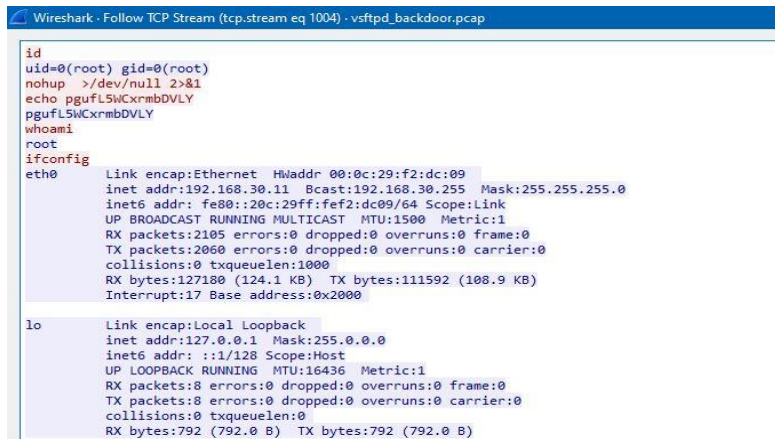 Wireshark · Follow TCP Stream (tcp.stream eq 1004) · vsftpd_backdoor.pcap
id
uid=0(root) gid=0(root)
nohup  >/dev/null 2>&1
echo pgufL5WCxrmbDVLY
pgufL5WCxrmbDVLY
whoami
root
ifconfig
eth0      Link encap:Ethernet  HWaddr 00:0c:29:f2:dc:09
          inet addr:192.168.30.11  Bcast:192.168.30.255  Mask:255.255.255.0
          inet6 addr: fe80::20c:29ff:fef2:dc09/64 Scope:Link
          UP BROADCAST RUNNING MULTICAST  MTU:1500  Metric:1
          RX packets:2105 errors:0 dropped:0 overruns:0 frame:0
          TX packets:2060 errors:0 dropped:0 overruns:0 carrier:0
          collisions:0 txqueuelen:1000
          RX bytes:127180 (124.1 KB)  TX bytes:111592 (108.9 KB)
          Interrupt:17 Base address:0x2000
lo        Link encap:Local Loopback
          inet addr:127.0.0.1  Mask:255.0.0.0
          inet6 addr: ::1/128 Scope:Host
          UP LOOPBACK RUNNING  MTU:16436  Metric:1
          RX packets:8 errors:0 dropped:0 overruns:0 frame:0
          TX packets:8 errors:0 dropped:0 overruns:0 carrier:0
          collisions:0 txqueuelen:0
          RX bytes:792 (792.0 B)  TX bytes:792 (792.0 B)